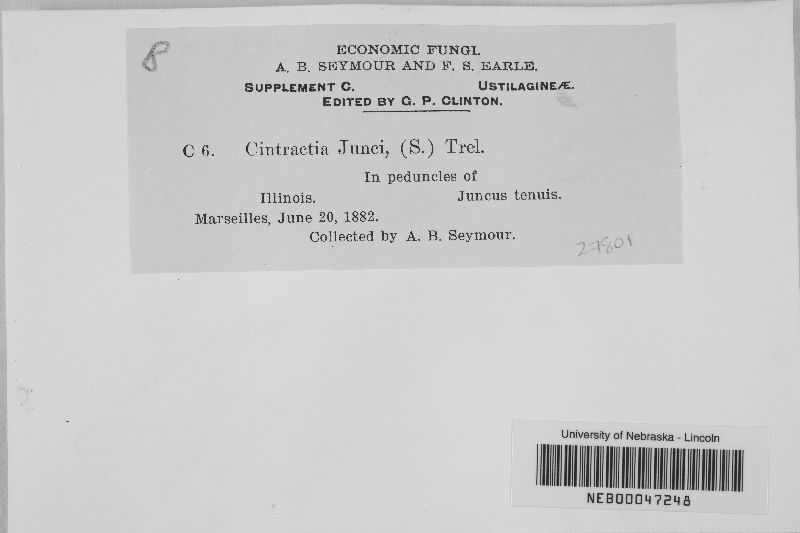 8
ECONOMIC FUNGI.
A. B. SEYMOUR AND F. S. EARLE.
SUPPLEMENT C. USTILAGINEÆ.
EDITED BY G. P. CLINTON.
C 6. Cintractia Junci, (S.) Trel.
In peduncles of
Illinois. Juncus tenuis.
Marseilles, June 20, 1882.
Collected by A. B. Seymour.
27801
University of Nebraska - Lincoln
NEB00047248